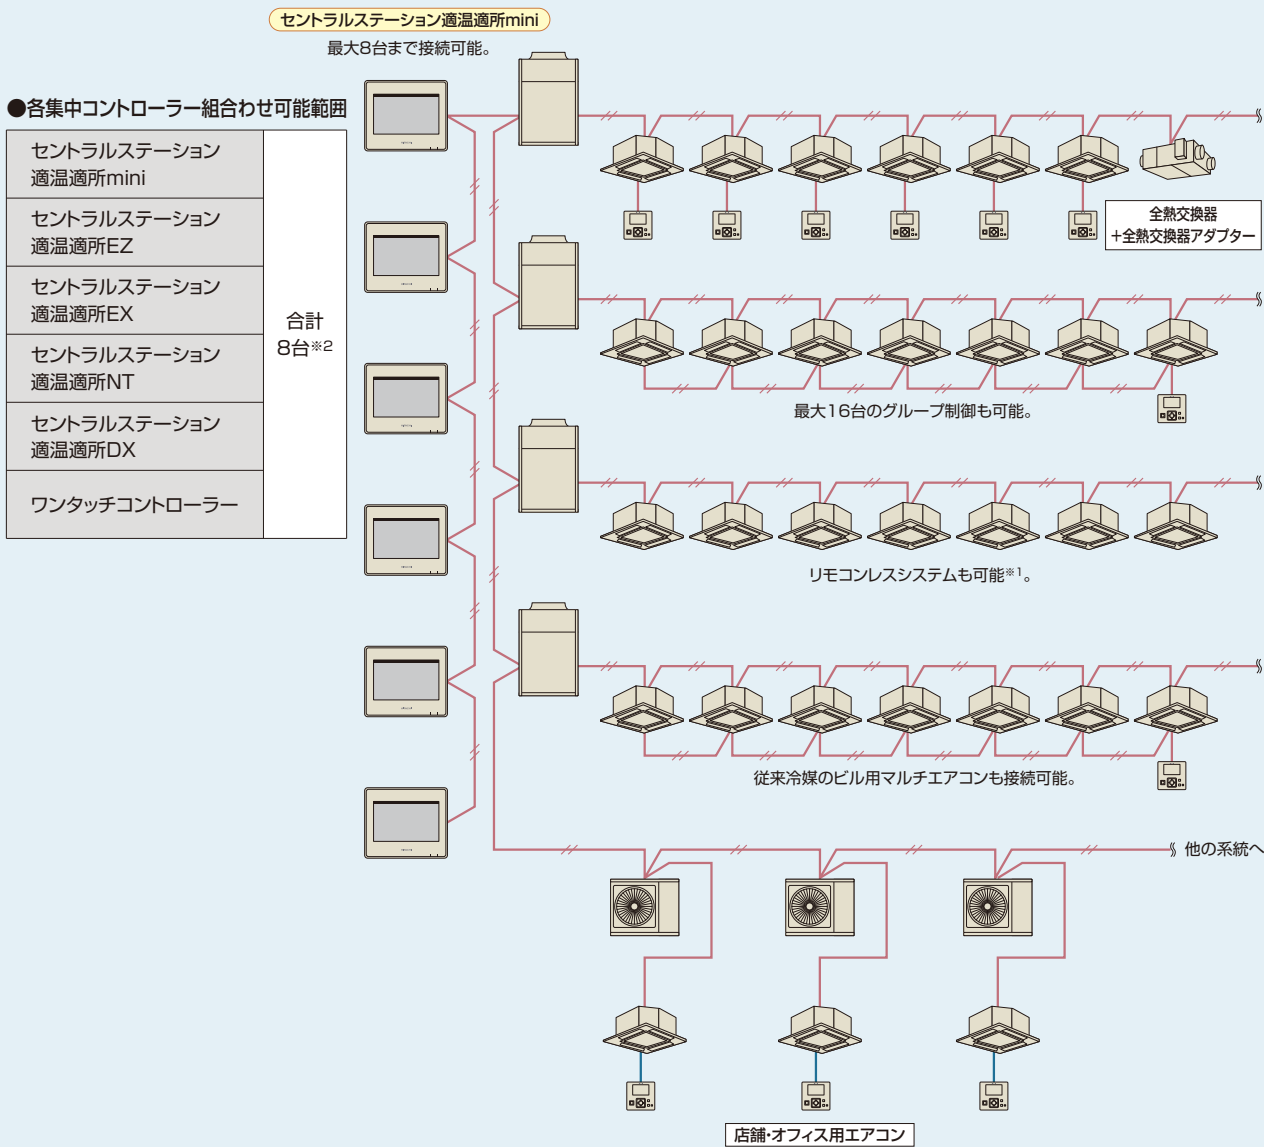 セントラルステーション適温適所mini
最大8台まで接続可能。
●各集中コントローラー組合わせ可能範囲
セントラルステーション
適温適所mini
セントラルステーション
適温適所EZ
セントラルステーション
適温適所EX
セントラルステーション
適温適所NT
セントラルステーション
適温適所DX
ワンタッチコントローラー
合計
8台※2
全熱交換器
+全熱交換器アダプター
最大16台のグループ制御も可能。
リモコンレスシステムも可能※1。
従来冷媒のビル用マルチエアコンも接続可能。
他の系統へ
店舗・オフィス用エアコン